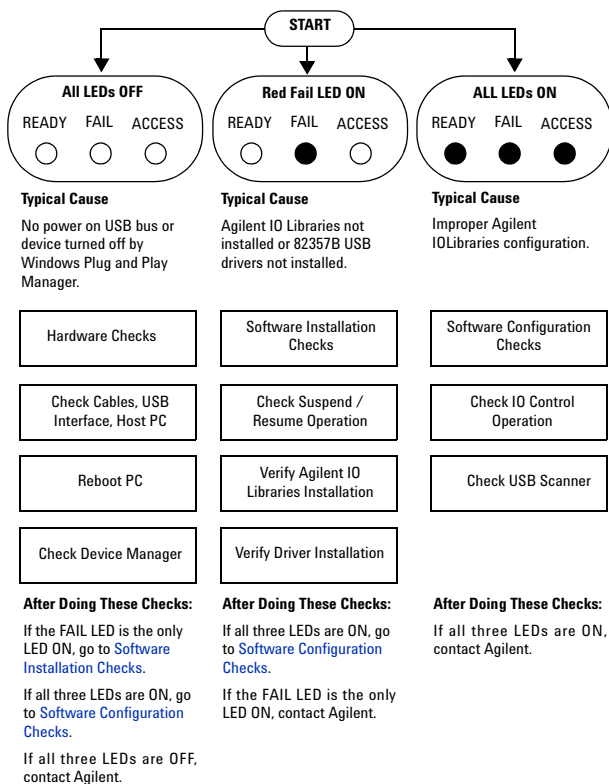 START
All LEDs OFF
READY FAIL ACCESS
Typical Cause
No power on USB bus or
device turned off by
Windows Plug and Play
Manager.
Hardware Checks
Check Cables, USB
Interface, Host PC
Reboot PC
Check Device Manager
After Doing These Checks:
If the FAIL LED is the only
LED ON, go to Software
Installation Checks.
If all three LEDs are ON, go
to Software Configuration
Checks.
If all three LEDs are OFF,
contact Agilent.
Red Fail LED ON
READY FAIL ACCESS
Typical Cause
Agilent IO Libraries not
installed or 82357B USB
drivers not installed.
Software Installation
Checks
Check Suspend /
Resume Operation
Verify Agilent IO
Libraries Installation
Verify Driver Installation
After Doing These Checks:
If all three LEDs are ON, go
to Software Configuration
Checks.
If the FAIL LED is the only
LED ON, contact Agilent.
ALL LEDs ON
READY FAIL ACCESS
Typical Cause
Improper Agilent
IOLibraries configuration.
Software Configuration
Checks
Check IO Control
Operation
Check USB Scanner
After Doing These Checks:
If all three LEDs are ON,
contact Agilent.